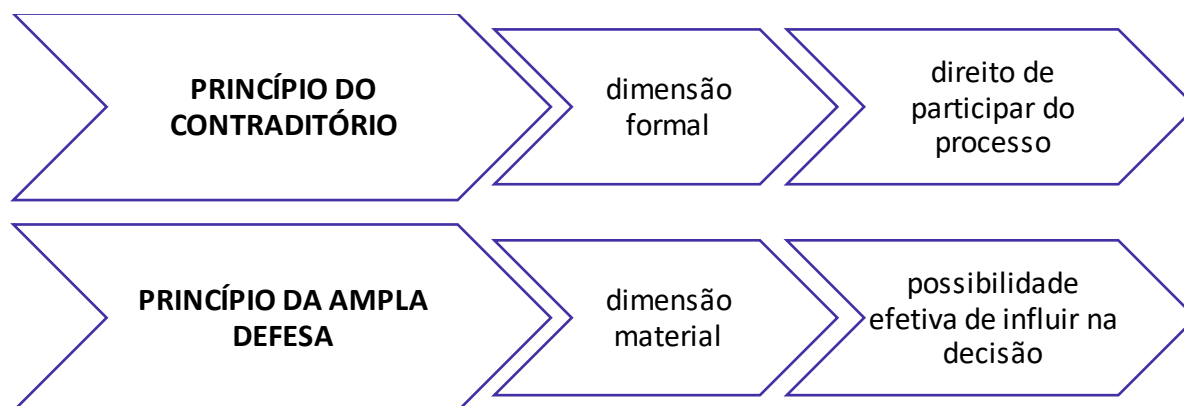 PRINCÍPIO DO
CONTRADITÓRIO
dimensão
formal
direito de
participar do
processo
PRINCÍPIO DA AMPLA
DEFESA
dimensão
material
possibilidade
efetiva de influir na
decisão